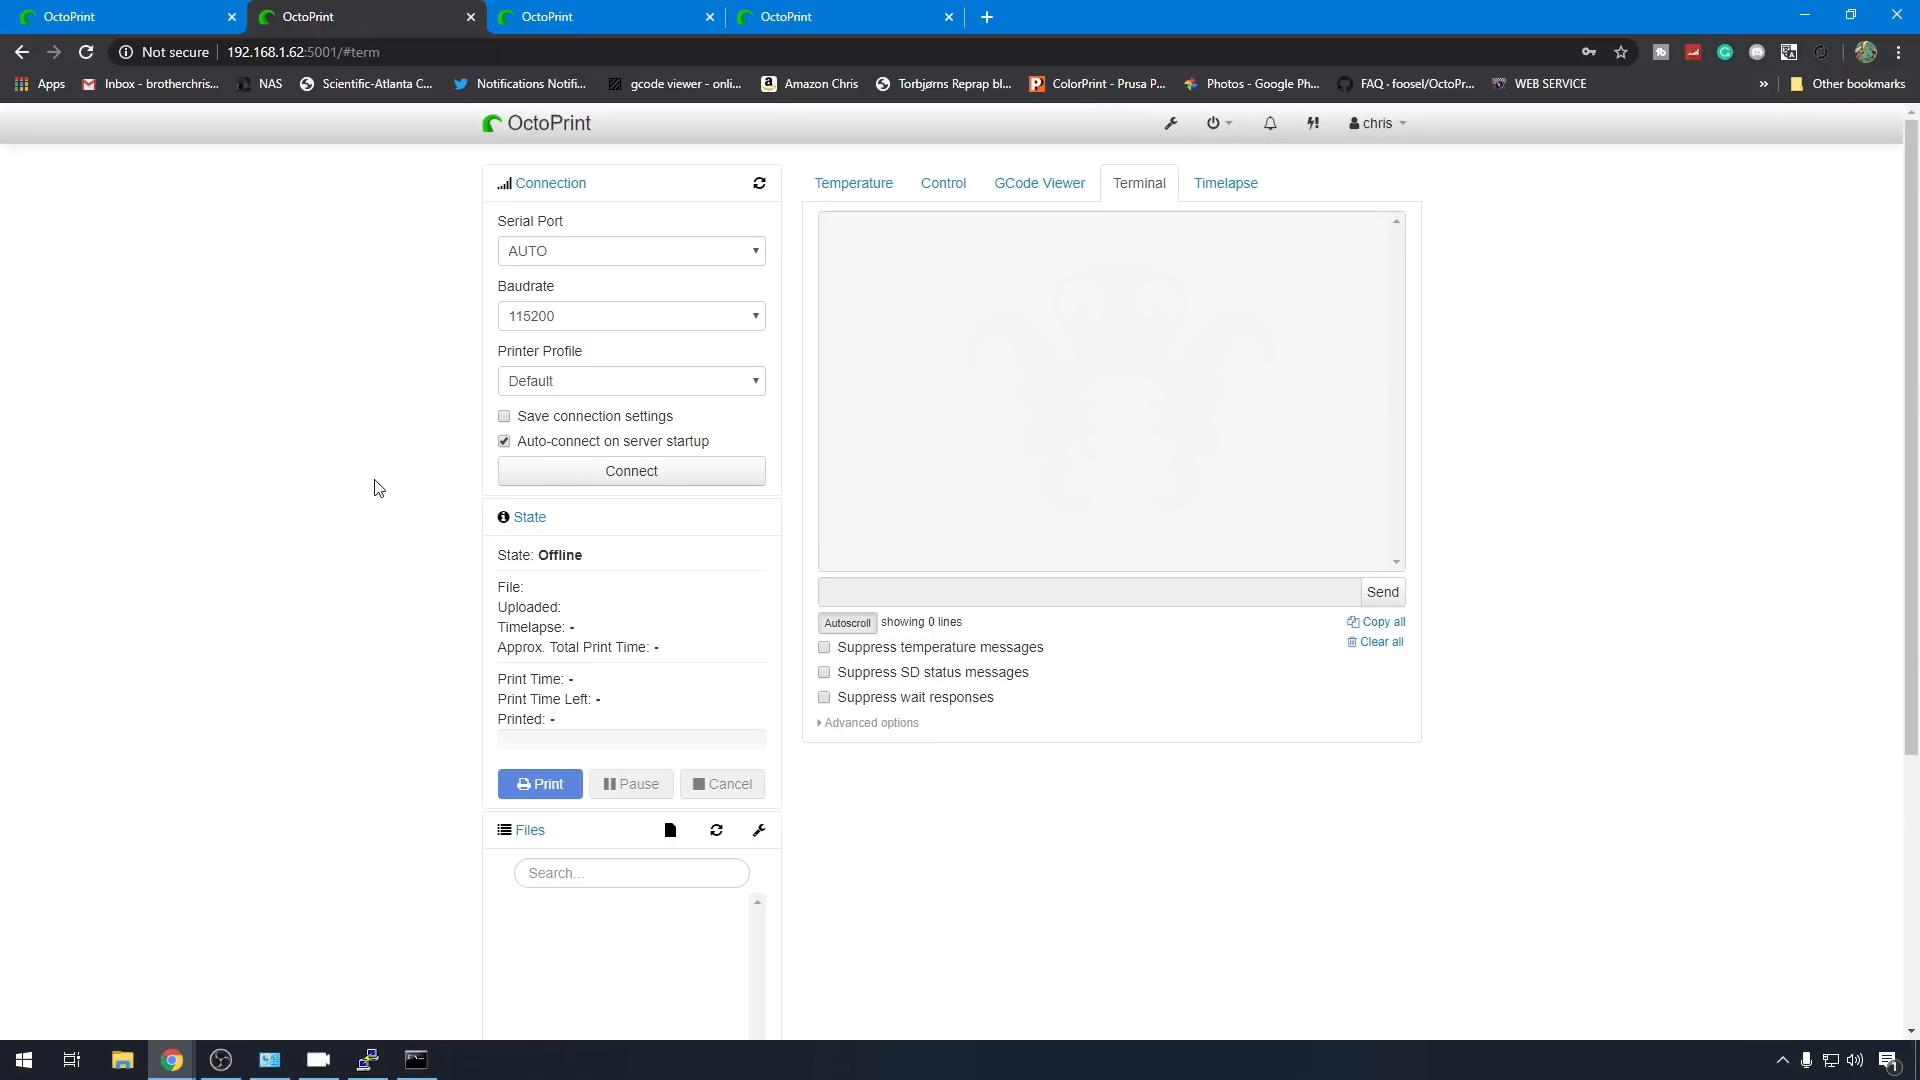 OctoPrint
OctoPrint
OctoPrint
OctoPrint
Not secure 192.168.1.62:5001/#term
Apps
Inbox - brotherchris...
NAS
Scientific-Atlanta C...
Notifications Notifi...
gcode viewer - onli...
Amazon Chris
Torbjørns Reprap bl...
ColorPrint - Prusa P...
Photos - Google Ph...
FAQ · foosel/OctoPr...
WEB SERVICE
»
Other bookmarks
OctoPrint
chris
Connection
Serial Port
AUTO
Baudrate
115200
Printer Profile
Default
Save connection settings
Auto-connect on server startup
Connect
State
State: Offline
File:
Uploaded:
Timelapse: -
Approx. Total Print Time: -
Print Time: -
Print Time Left: -
Printed: -
Print
Pause
Cancel
Files
Search...
Temperature
Control
GCode Viewer
Terminal
Timelapse
Send
Autoscroll showing 0 lines
Copy all
Clear all
Suppress temperature messages
Suppress SD status messages
Suppress wait responses
Advanced options
1